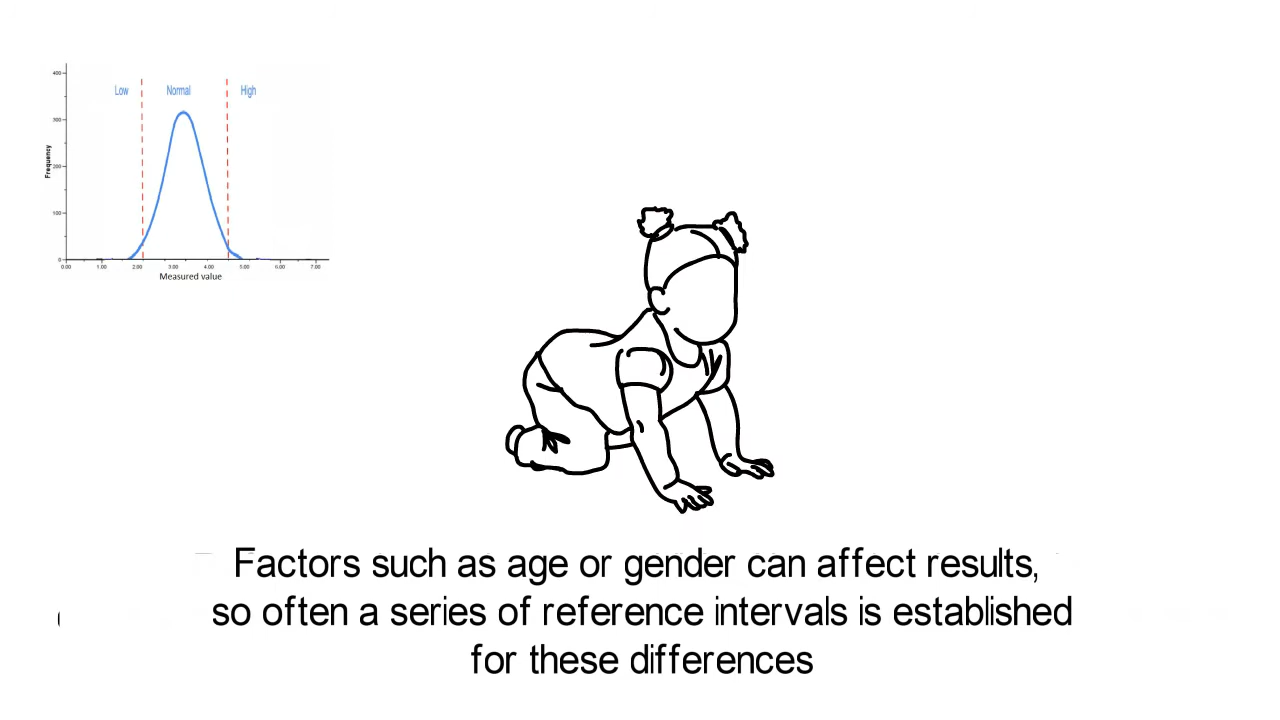 Low Normal High
400
300
200
100
0
Frequency
0.00 1.00 2.00 3.00 4.00 5.00 6.00 7.00
Measured value
Factors such as age or gender can affect results,
so often a series of reference intervals is established
for these differences